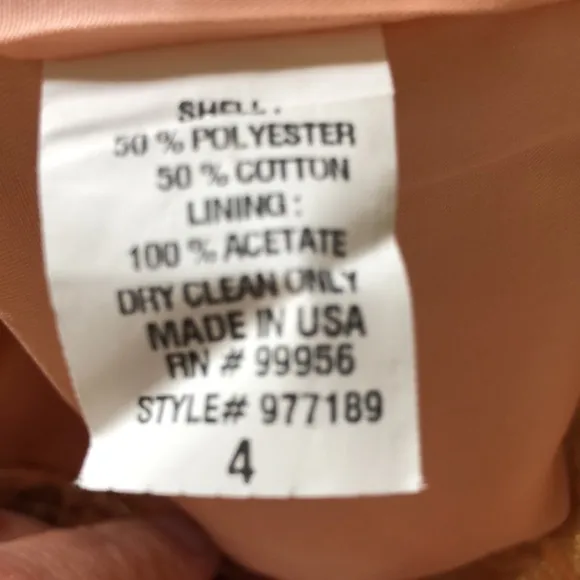 SHELL :
50 % POLYESTER
50 % COTTON
LINING :
100 % ACETATE
DRY CLEAN ONLY
MADE IN USA
RN # 99956
STYLE# 977189
4